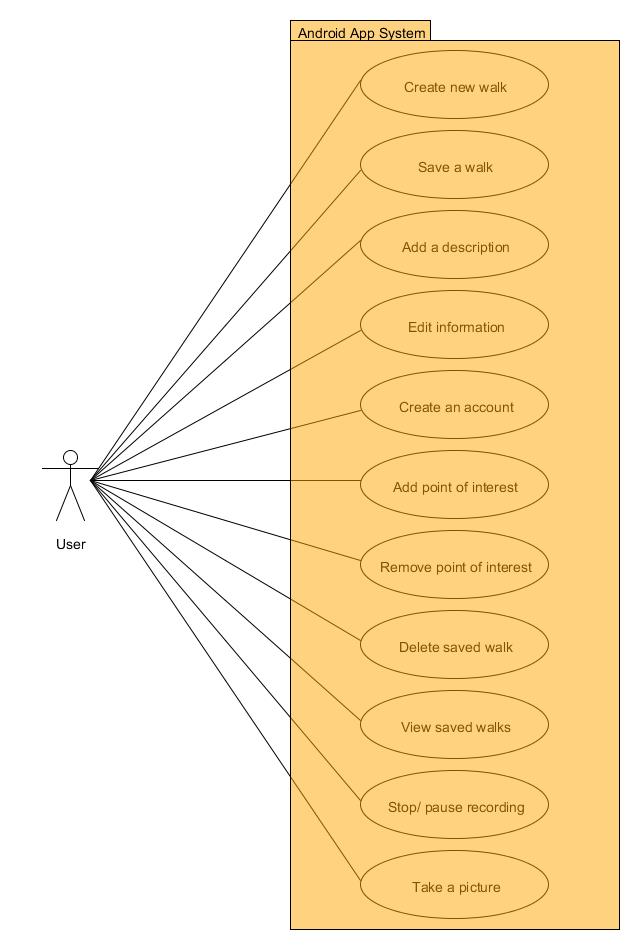 Android App System
Create new walk
Save a walk
Add a description
Edit information
Create an account
Add point of interest
Remove point of interest
Delete saved walk
View saved walks
Stop/ pause recording
Take a picture
User